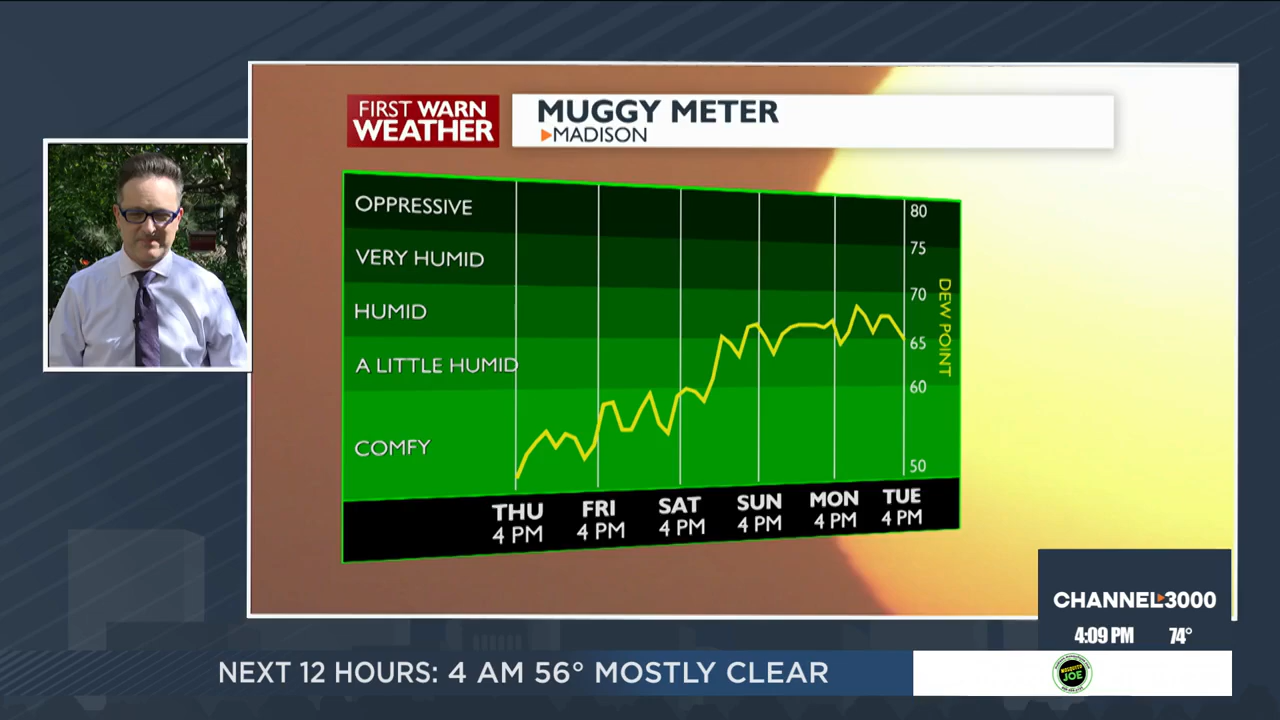 FIRST WARN
WEATHER
MUGGY METER
MADISON
OPPRESSIVE
VERY HUMID
HUMID
A LITTLE HUMID
COMFY
80
75
70
65
60
50
DEW POINT
THU
4 PM
FRI
4 PM
SAT
4 PM
SUN
4 PM
MON
4 PM
TUE
4 PM
CHANNEL3000
4:09 PM 74°
NEXT 12 HOURS: 4 AM 56° MOSTLY CLEAR
MOSQUITO
JOE